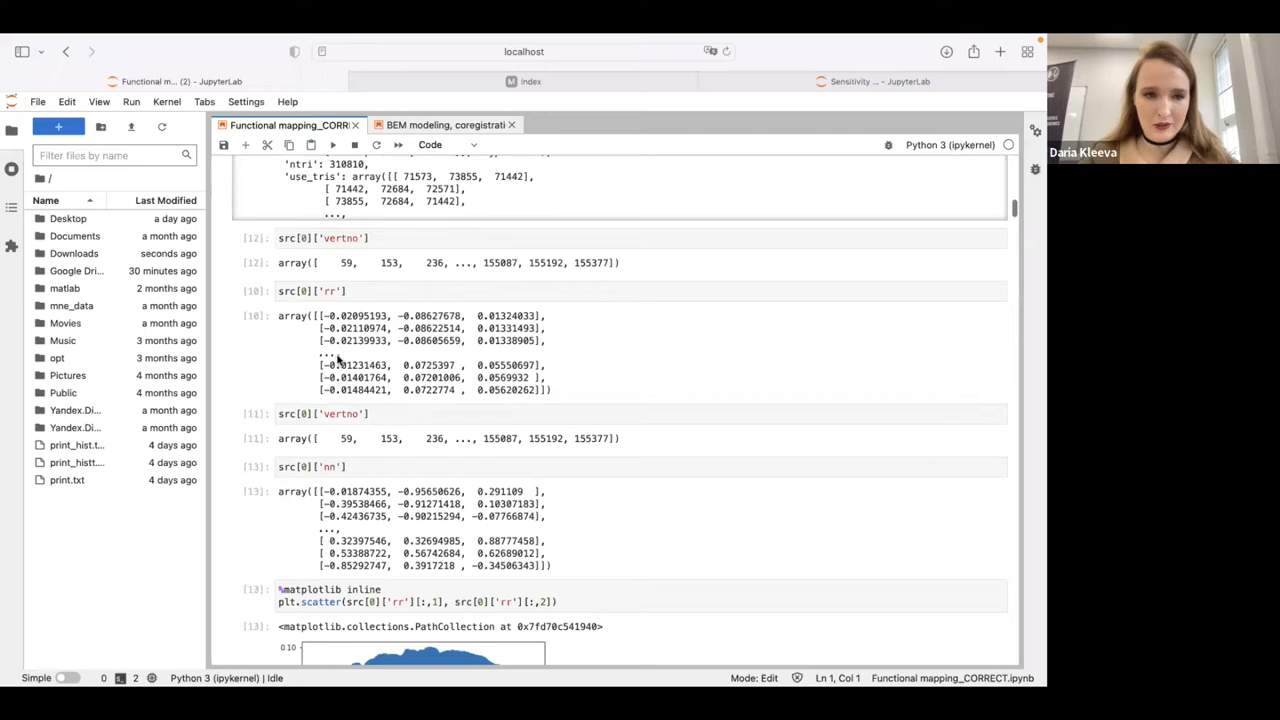 localhost
Functional m... (2) - JupyterLab
Index
Sensitivity ... - JupyterLab
File Edit View Run Kernel Tabs Settings Help
Functional mapping_CORR
BEM modeling, coregistrati
Code
Python 3 (ipykernel)
Filter files by name
/
Name Last Modified
Desktop a day ago
Documents a month ago
Downloads seconds ago
Google Dri... 30 minutes ago
matlab 2 months ago
mne_data a month ago
Movies a month ago
Music 3 months ago
opt 3 months ago
Pictures a month ago
Public 4 months ago
Yandex.Di... a month ago
Yandex.Di... a month ago
print_hist.t... 4 days ago
print_histt.... 4 days ago
print.txt 4 days ago
'ntri': 310810,
'use_tris': array([[ 71573, 73855, 71442],
[ 71442, 72684, 72571],
[ 73855, 72684, 71442],
...,
[12]: src[0]['vertno']
[12]: array([ 59, 153, 236, ..., 155087, 155192, 155377])
[10]: src[0]['rr']
[10]: array([[-0.02095193, -0.08627678, 0.01324033],
[-0.02110974, -0.08622514, 0.01331493],
[-0.02139933, -0.08605659, 0.01338905],
...,
[-0.01231463, 0.0725397 , 0.05550697],
[-0.01401764, 0.07201006, 0.0569932 ],
[-0.01484421, 0.0722774 , 0.05620262]])
[11]: src[0]['vertno']
[11]: array([ 59, 153, 236, ..., 155087, 155192, 155377])
[13]: src[0]['nn']
[13]: array([[-0.01874355, -0.95650626, 0.291109 ],
[-0.39538466, -0.91271418, 0.10307183],
[-0.42436735, -0.90215294, -0.07766874],
...,
[ 0.32397546, 0.32694985, 0.88777458],
[ 0.53388722, 0.56742684, 0.62689012],
[-0.85292747, 0.3917218 , -0.34506343]])
[13]: %matplotlib inline
plt.scatter(src[0]['rr'][:,1], src[0]['rr'][:,2])
[13]: <matplotlib.collections.PathCollection at 0x7fd70c541940>
0.10
Simple 0 2 Python 3 (ipykernel) | Idle
Mode: Edit Ln 1, Col 1 Functional mapping_CORRECT.ipynb
Daria Kleeva